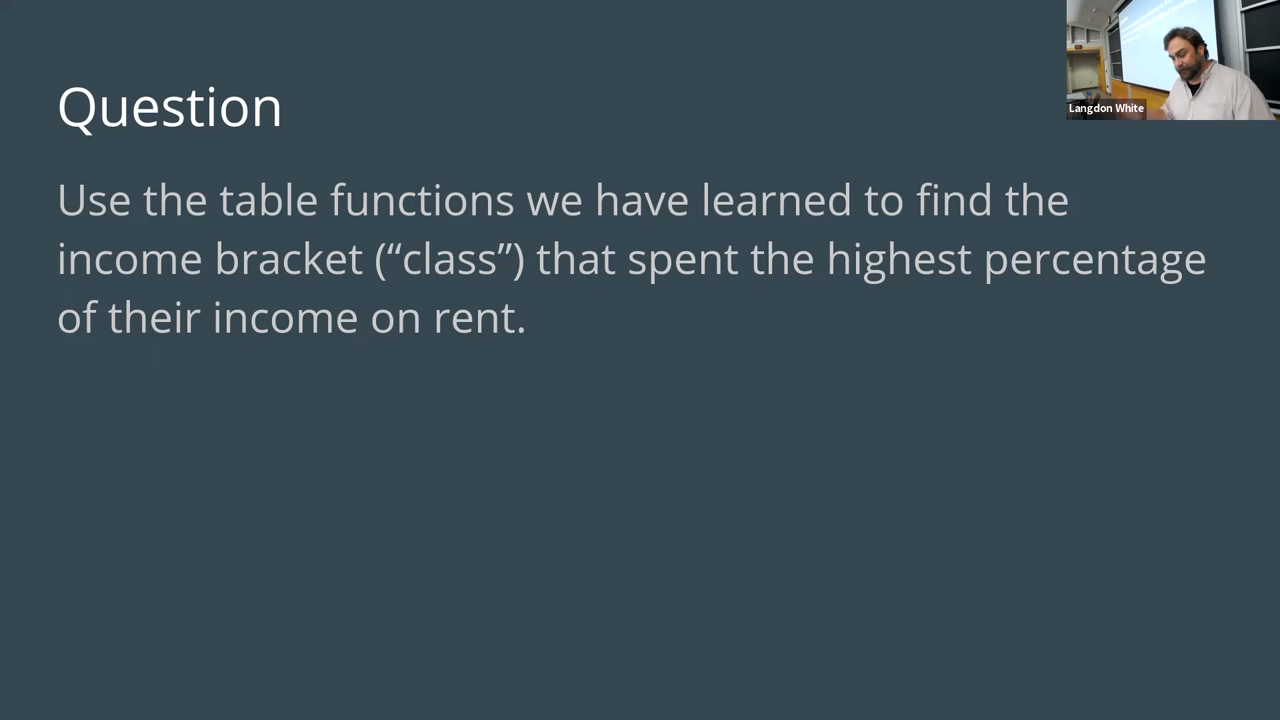 Question
Use the table functions we have learned to find the
income bracket (“class”) that spent the highest percentage
of their income on rent.
Langdon White